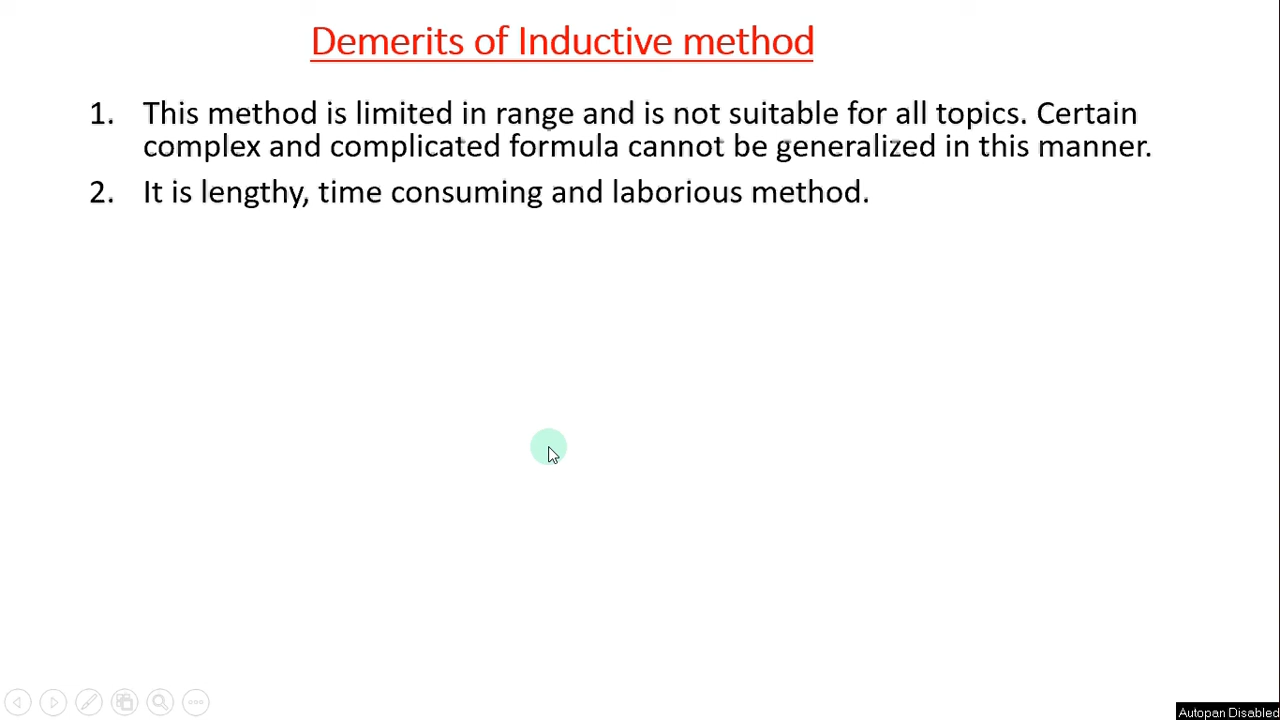 Demerits of Inductive method
1. This method is limited in range and is not suitable for all topics. Certain
complex and complicated formula cannot be generalized in this manner.
2. It is lengthy, time consuming and laborious method.
Autopan Disabled